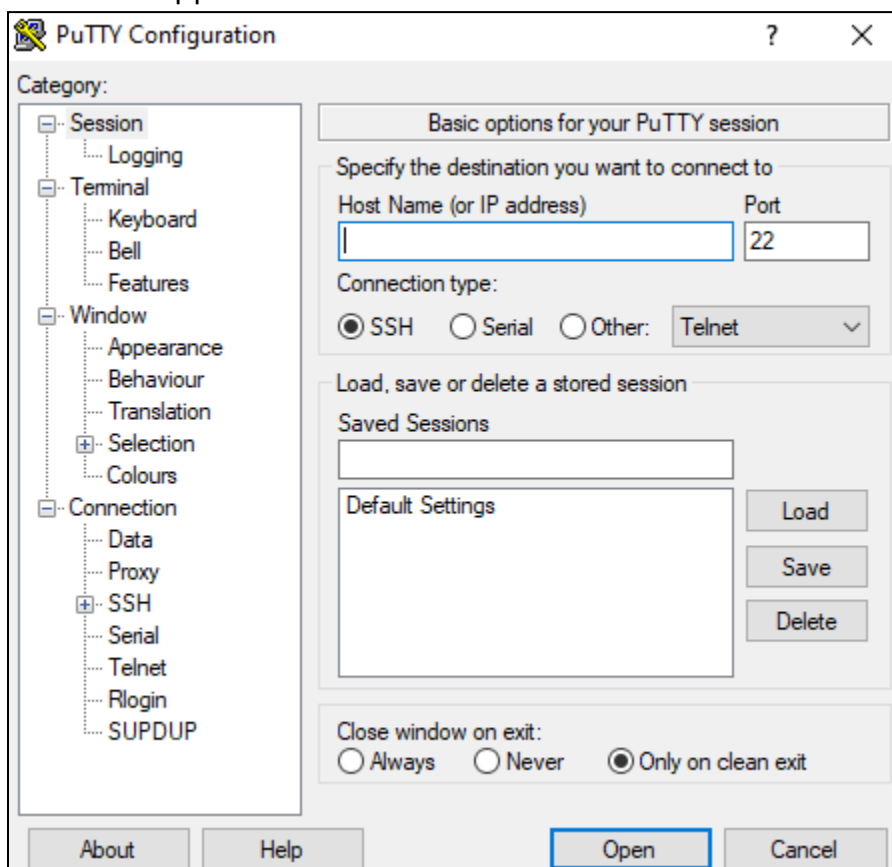 PuTTY Configuration
?
Category:
Session
Logging
Terminal
Keyboard
Bell
Features
Window
Appearance
Behaviour
Translation
Selection
Colours
Connection
Data
Proxy
SSH
Serial
Telnet
Rlogin
SUPDUP
Basic options for your PuTTY session
Specify the destination you want to connect to
Host Name (or IP address) Port
22
Connection type:
SSH Serial Other: Telnet
Load, save or delete a stored session
Saved Sessions
Default Settings
Load
Save
Delete
Close window on exit:
Always Never Only on clean exit
About Help Open Cancel